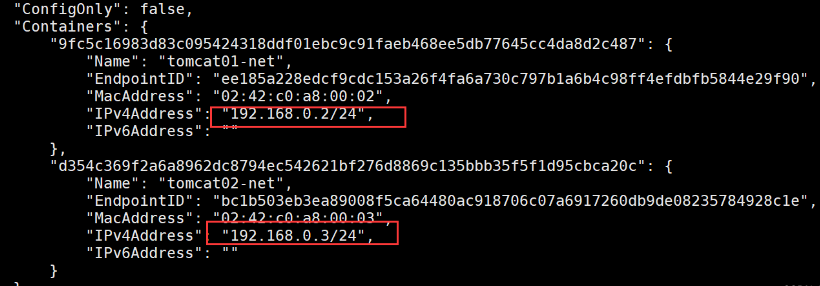 "ConfigOnly": false,
"Containers": {
"9fc5c16983d83c095424318ddf01ebc9c91faeb468ee5db77645cc4da8d2c487": {
"Name": "tomcat01-net",
"EndpointID": "ee185a228edcf9cdc153a26f4fa6a730c797b1a6b4c98ff4efdbfb5844e29f90",
"MacAddress": "02:42:c0:a8:00:02",
"IPv4Address": "192.168.0.2/24",
"IPv6Address": ""
},
"d354c369f2a6a8962dc8794ec542621bf276d8869c135bbb35f5f1d95cbca20c": {
"Name": "tomcat02-net",
"EndpointID": "bc1b503eb3ea89008f5ca64480ac918706c07a6917260db9de08235784928c1e",
"MacAddress": "02:42:c0:a8:00:03",
"IPv4Address": "192.168.0.3/24",
"IPv6Address": ""
}